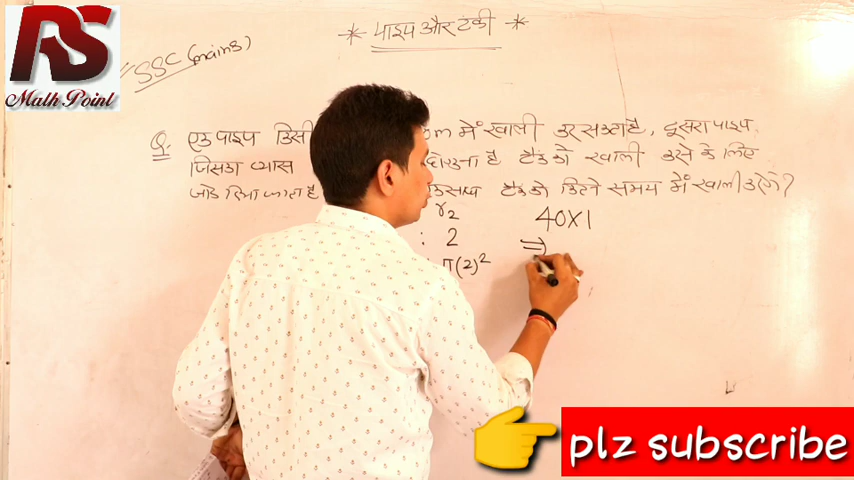 RS
Math Point
SSC (mains)
* पाइप और टंकी *
Q. एक पाइप किसी m में खाली कर सकता है, दूसरा पाइप
जिसका व्यास दोगुना है टैंक को खाली करने के लिए
जोड़ दिया जाता है टैंक को कितने समय में खाली करेंगे?
r₂
: 2
: π(2)²
40×1
⇒
plz subscribe